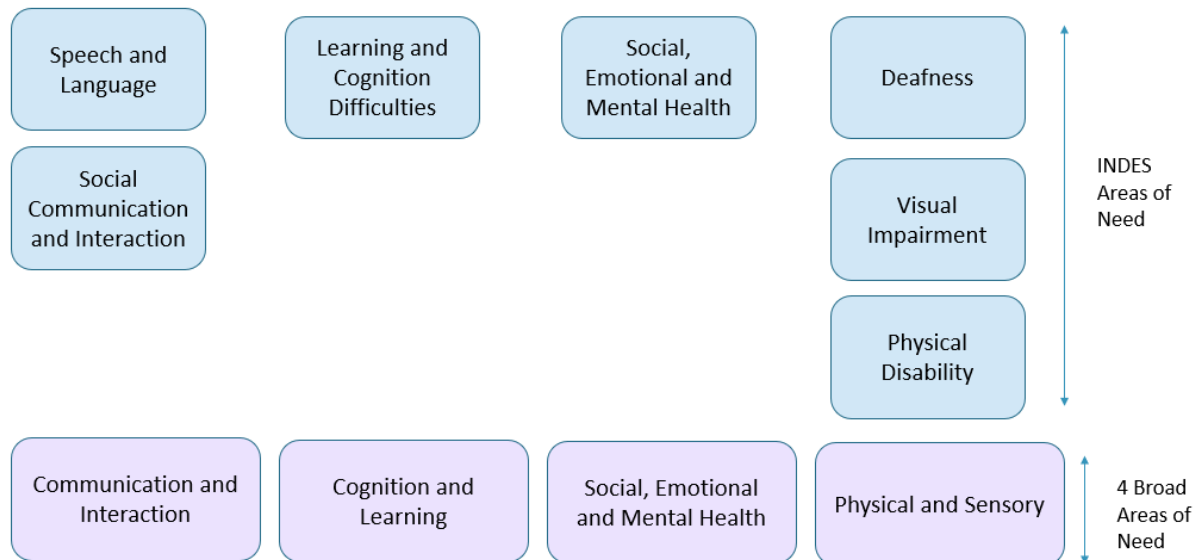 Speech and
Language
Learning and
Cognition
Difficulties
Social,
Emotional and
Mental Health
Deafness
Social
Communication
and Interaction
Visual
Impairment
Physical
Disability
INDES
Areas of
Need
Communication and
Interaction
Cognition and
Learning
Social, Emotional
and Mental Health
Physical and Sensory
4 Broad
Areas of
Need